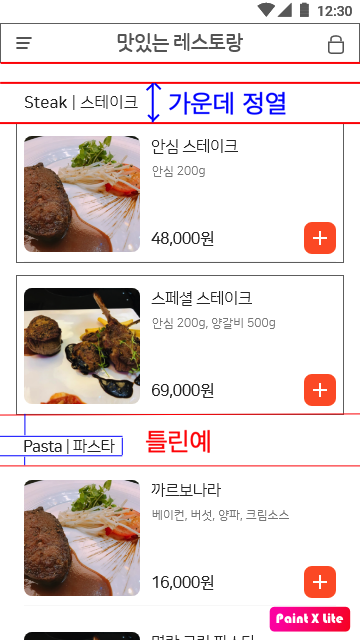 12:30
맛있는 레스토랑
Steak | 스테이크
가운데 정열
안심 스테이크
안심 200g
48,000원
스페셜 스테이크
안심 200g, 양갈비 500g
69,000원
틀린예
Pasta | 파스타
까르보나라
베이컨, 버섯, 양파, 크림소스
16,000원
Paint X Lite